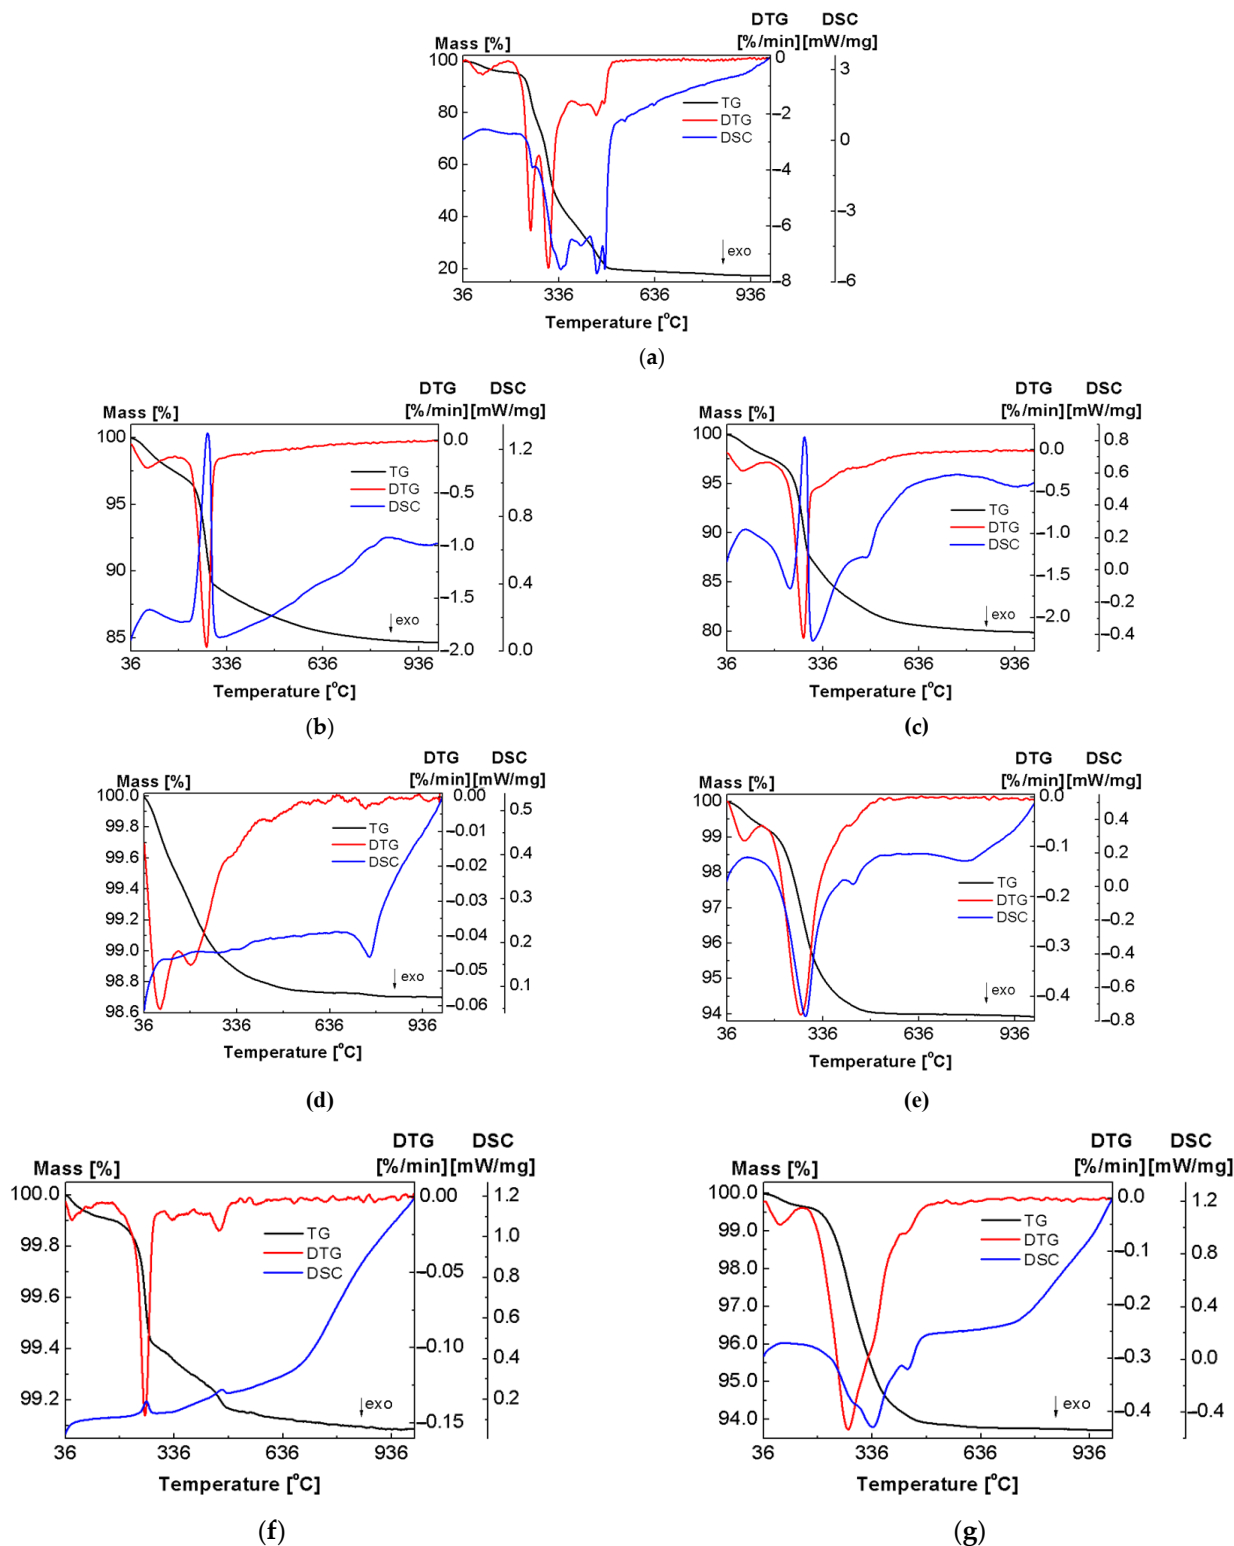 DTG DSC
Mass [%] [%/min] [mW/mg]
100
80
60
40
20
0
−2
−4
−6
−8
3
0
−3
−6
TG
DTG
DSC
exo
36 336 636 936
Temperature [°C]
(a)
DTG DSC
Mass [%] [%/min] [mW/mg]
100
95
90
85
0.0
−0.5
−1.0
−1.5
−2.0
1.2
0.8
0.4
0.0
TG
DTG
DSC
exo
36 336 636 936
Temperature [°C]
(b)
DTG DSC
Mass [%] [%/min] [mW/mg]
100
95
90
85
80
0.0
−0.5
−1.0
−1.5
−2.0
0.8
0.6
0.4
0.2
0.0
−0.2
−0.4
TG
DTG
DSC
exo
36 336 636 936
Temperature [°C]
(c)
DTG DSC
Mass [%] [%/min] [mW/mg]
100.0
99.8
99.6
99.4
99.2
99.0
98.8
98.6
0.00
−0.01
−0.02
−0.03
−0.04
−0.05
−0.06
0.5
0.4
0.3
0.2
0.1
TG
DTG
DSC
exo
36 336 636 936
Temperature [°C]
(d)
DTG DSC
Mass [%] [%/min] [mW/mg]
100
99
98
97
96
95
94
0.0
−0.1
−0.2
−0.3
−0.4
0.4
0.2
0.0
−0.2
−0.4
−0.6
−0.8
TG
DTG
DSC
exo
36 336 636 936
Temperature [°C]
(e)
DTG DSC
Mass [%] [%/min] [mW/mg]
100.0
99.8
99.6
99.4
99.2
0.00
−0.05
−0.10
−0.15
1.2
1.0
0.8
0.6
0.4
0.2
TG
DTG
DSC
exo
36 336 636 936
Temperature [°C]
(f)
DTG DSC
Mass [%] [%/min] [mW/mg]
100.0
99.0
98.0
97.0
96.0
95.0
94.0
0.0
−0.1
−0.2
−0.3
−0.4
1.2
0.8
0.4
0.0
−0.4
TG
DTG
DSC
exo
36 336 636 936
Temperature [°C]
(g)